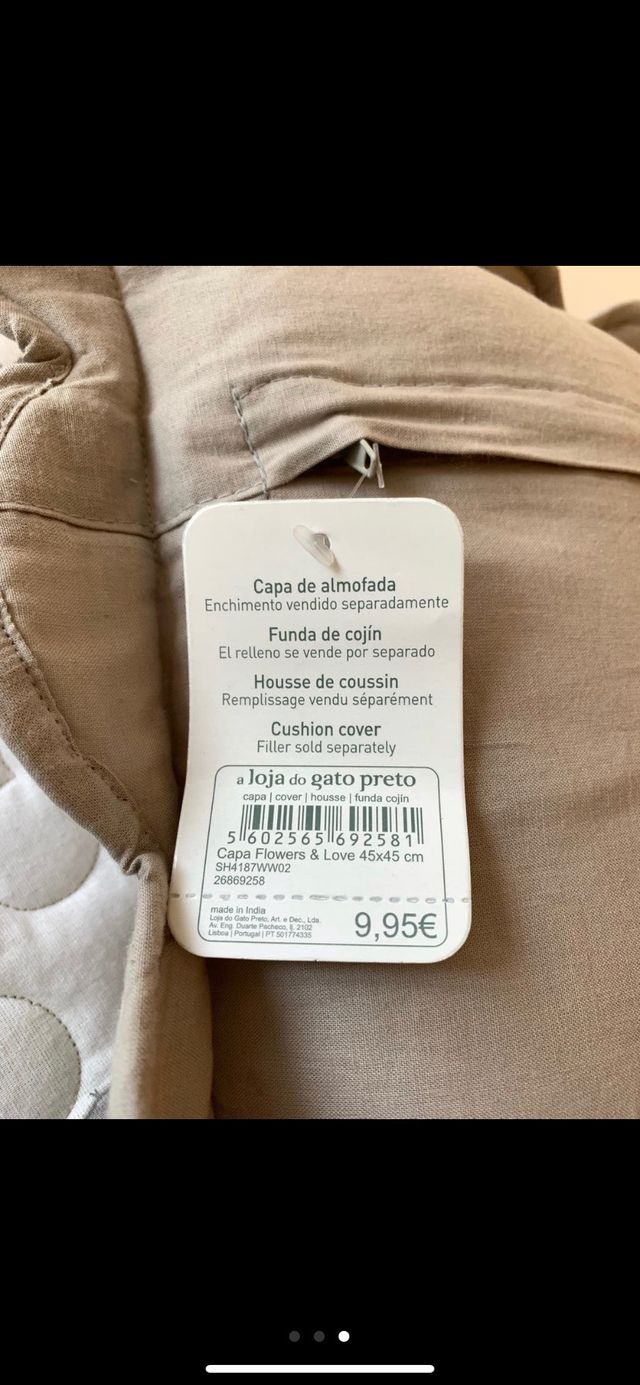 Capa de almofada
Enchimento vendido separadamente
Funda de cojín
El relleno se vende por separado
Housse de coussin
Remplissage vendu séparément
Cushion cover
Filler sold separately
a loja do gato preto
capa | cover | housse | funda cojín
5 602565 692581
Capa Flowers & Love 45x45 cm
SH4187WW02
26869258
made in India
Loja do Gato Preto, Art. e Dec., Lda.
Av. Eng. Duarte Pacheco, lj. 2102
Lisboa | Portugal | PT 501774335
9,95€